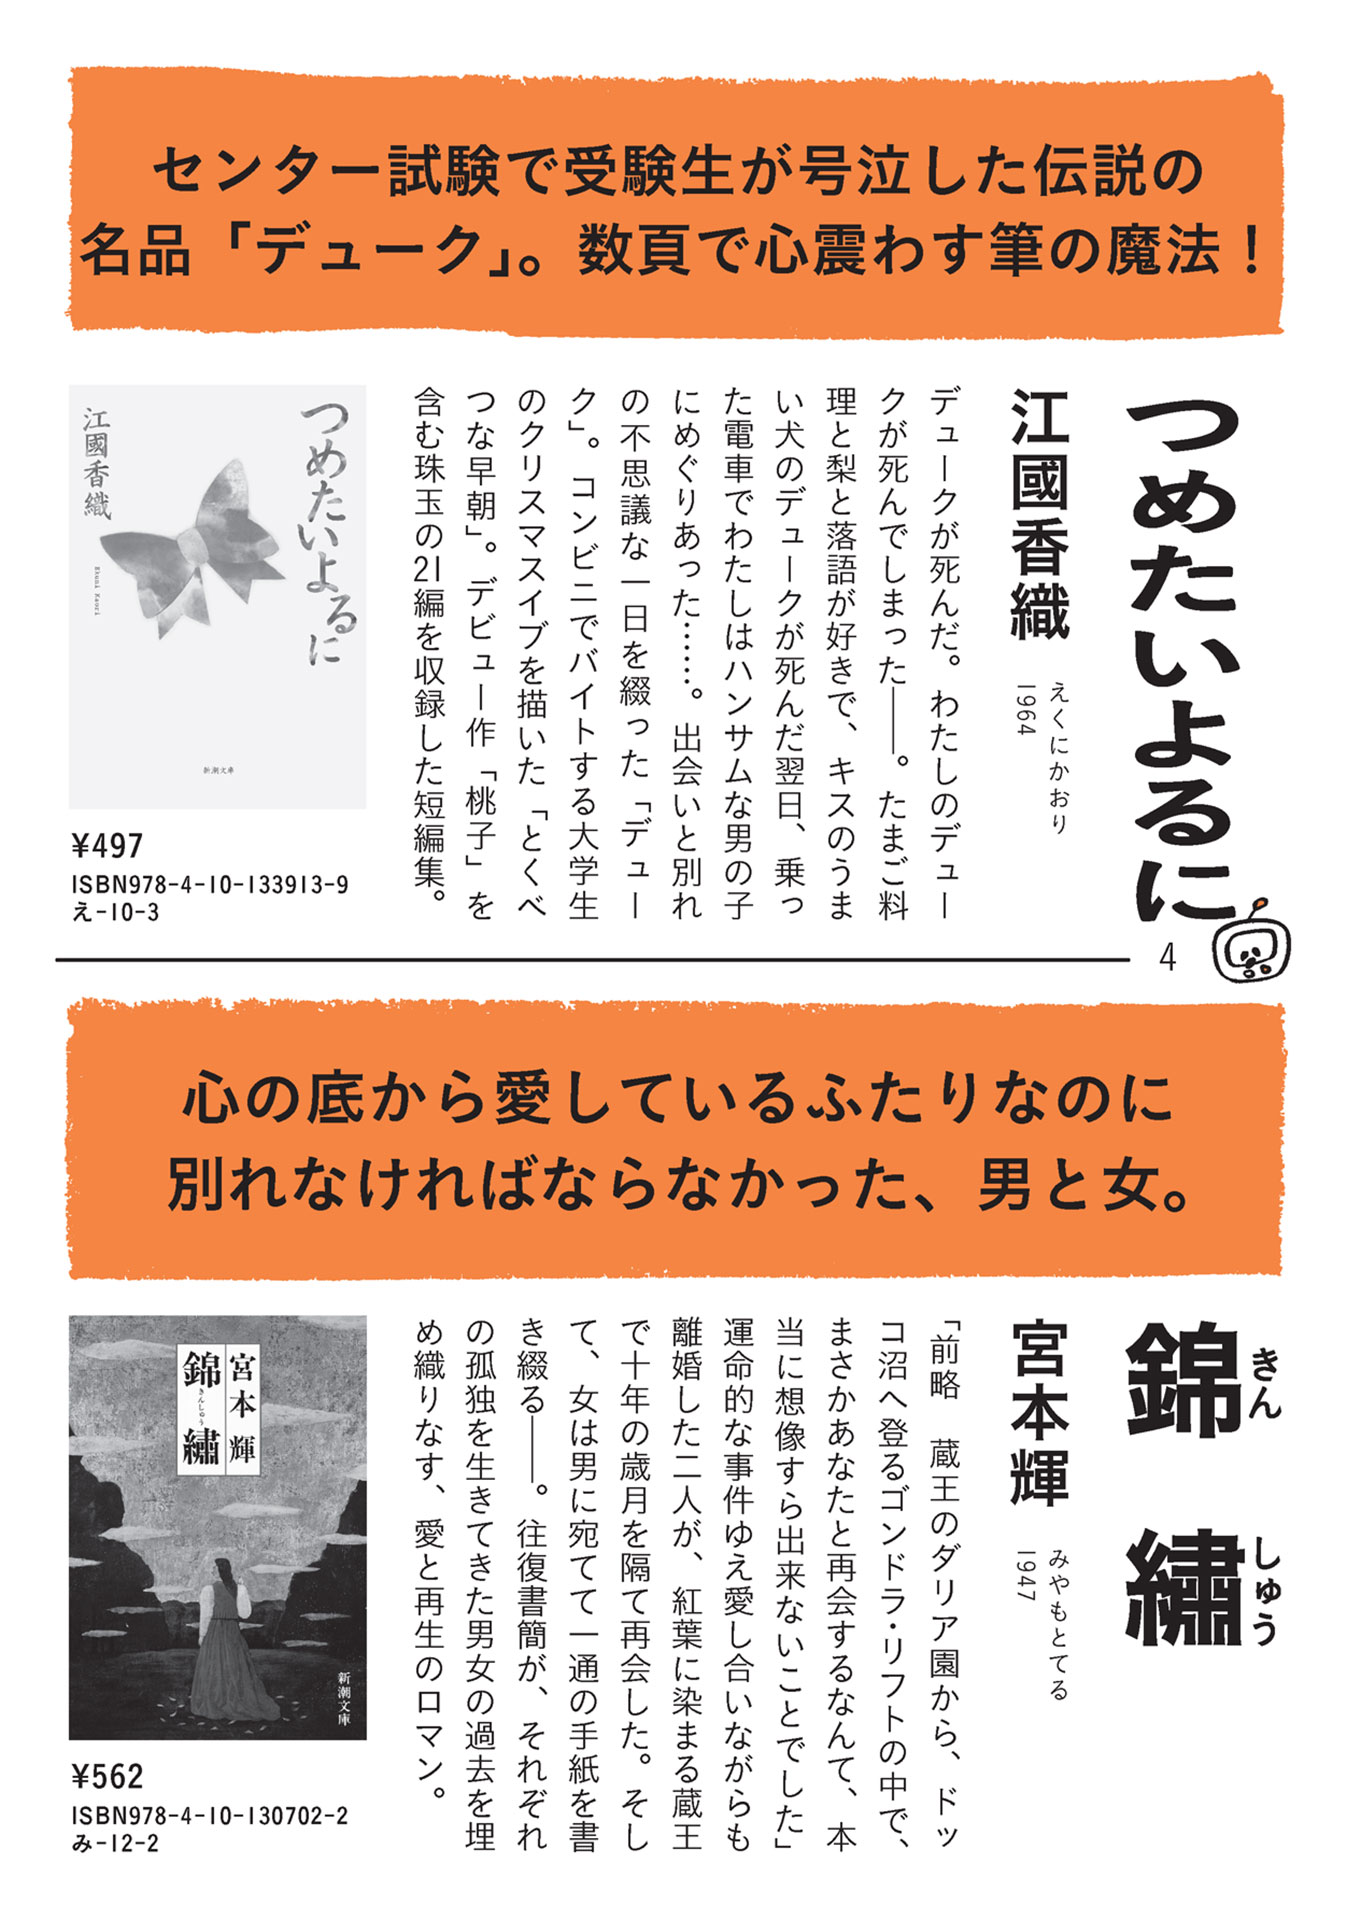 センター試験で受験生が号泣した伝説の
名品「デューク」。数頁で心震わす筆の魔法！
つめたいよるに
江國香織
えくにかおり
1964
デュークが死んだ。わたしのデュー
クが死んでしまった――。たまご料
理と梨と落語が好きで、キスのうま
い犬のデュークが死んだ翌日、乗っ
た電車でわたしはハンサムな男の子
にめぐりあった……。出会いと別れ
の不思議な一日を綴った「デュー
ク」。コンビニでバイトする大学生
のクリスマスイブを描いた「とくべ
つな早朝」。デビュー作「桃子」を
含む珠玉の21編を収録した短編集。
つめたいよるに
江國香織
Ekuni Kaori
新潮文庫
¥497
ISBN978-4-10-133913-9
え-10-3
4
心の底から愛しているふたりなのに
別れなければならなかった、男と女。
錦繍
きんしゅう
宮本輝
みやもとてる
1947
「前略　蔵王のダリア園から、ドッ
コ沼へ登るゴンドラ・リフトの中で、
まさかあなたと再会するなんて、本
当に想像すら出来ないことでした」
運命的な事件ゆえ愛し合いながらも
離婚した二人が、紅葉に染まる蔵王
で十年の歳月を隔て再会した。そし
て、女は男に宛てて一通の手紙を書
き綴る――。往復書簡が、それぞれ
の孤独を生きてきた男女の過去を埋
め織りなす、愛と再生のロマン。
宮本輝
錦繍
きんしゅう
新潮文庫
¥562
ISBN978-4-10-130702-2
み-12-2